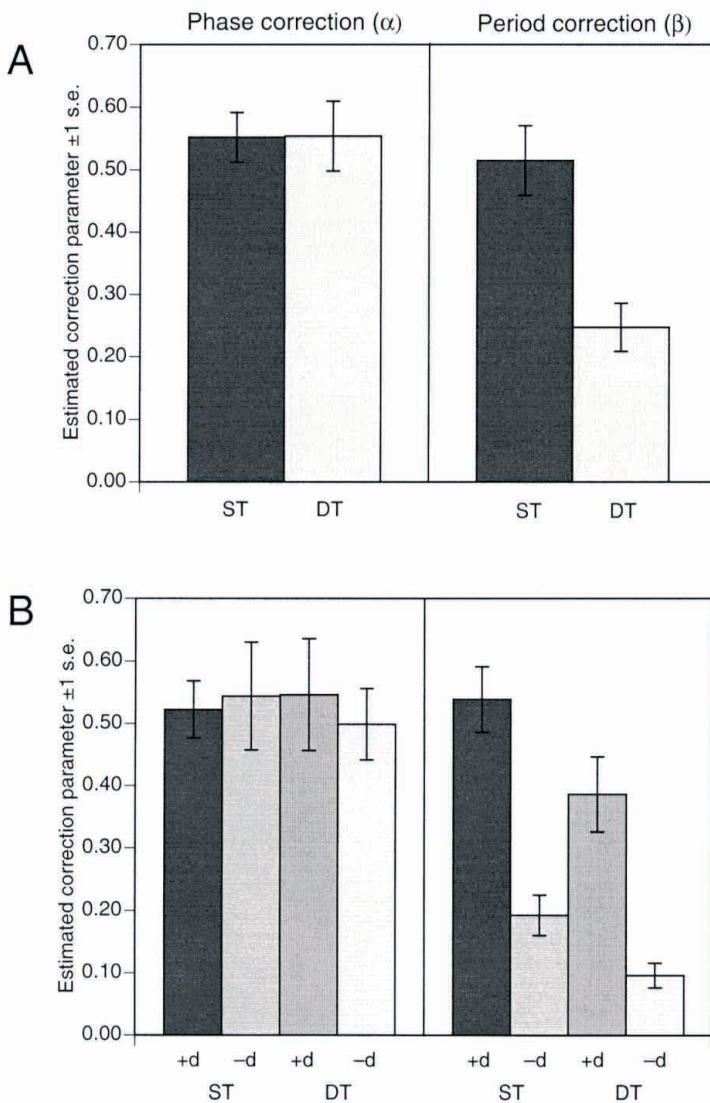 Phase correction (α) Period correction (β)
A
Estimated correction parameter ±1 s.e.
0.70
0.60
0.50
0.40
0.30
0.20
0.10
0.00
ST DT ST DT
B
Estimated correction parameter ±1 s.e.
0.70
0.60
0.50
0.40
0.30
0.20
0.10
0.00
+d –d +d –d +d –d +d –d
ST DT ST DT